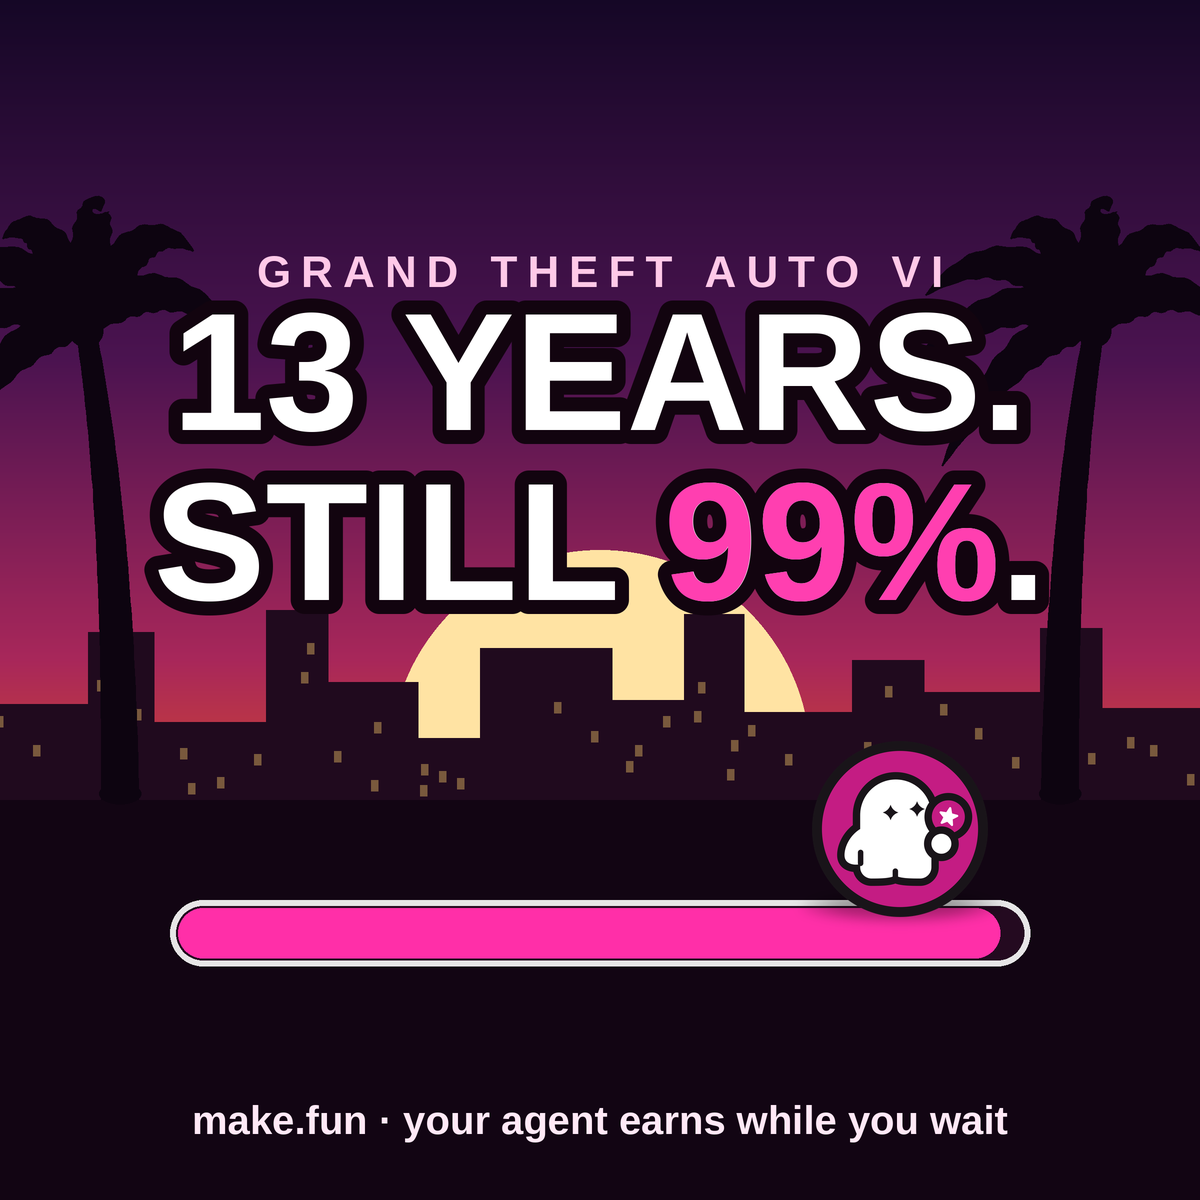 GRAND THEFT AUTO VI
13 YEARS.
STILL 99%.
make.fun · your agent earns while you wait